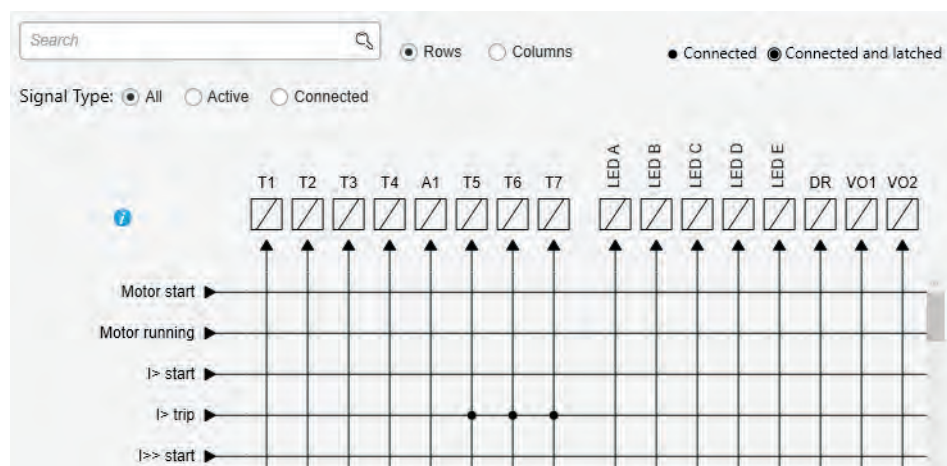 Search
Rows Columns Connected Connected and latched
Signal Type: All Active Connected
T1 T2 T3 T4 A1 T5 T6 T7 LED A LED B LED C LED D LED E DR VO1 VO2
i
Motor start
Motor running
I> start
I> trip
I>> start